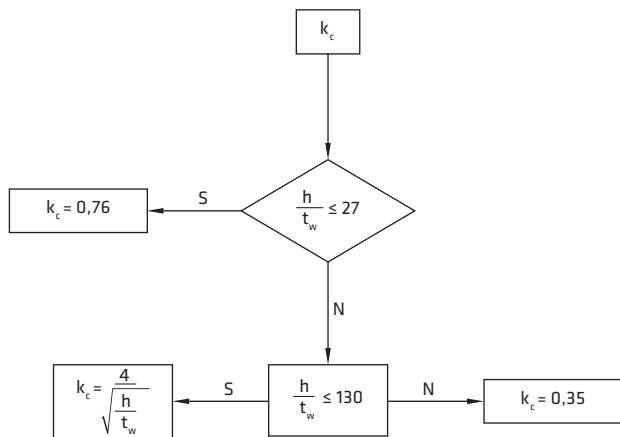 k_c
S
k_c = 0,76
h/t_w ≤ 27
N
k_c = 4/√(h/t_w)
S
h/t_w ≤ 130
N
k_c = 0,35